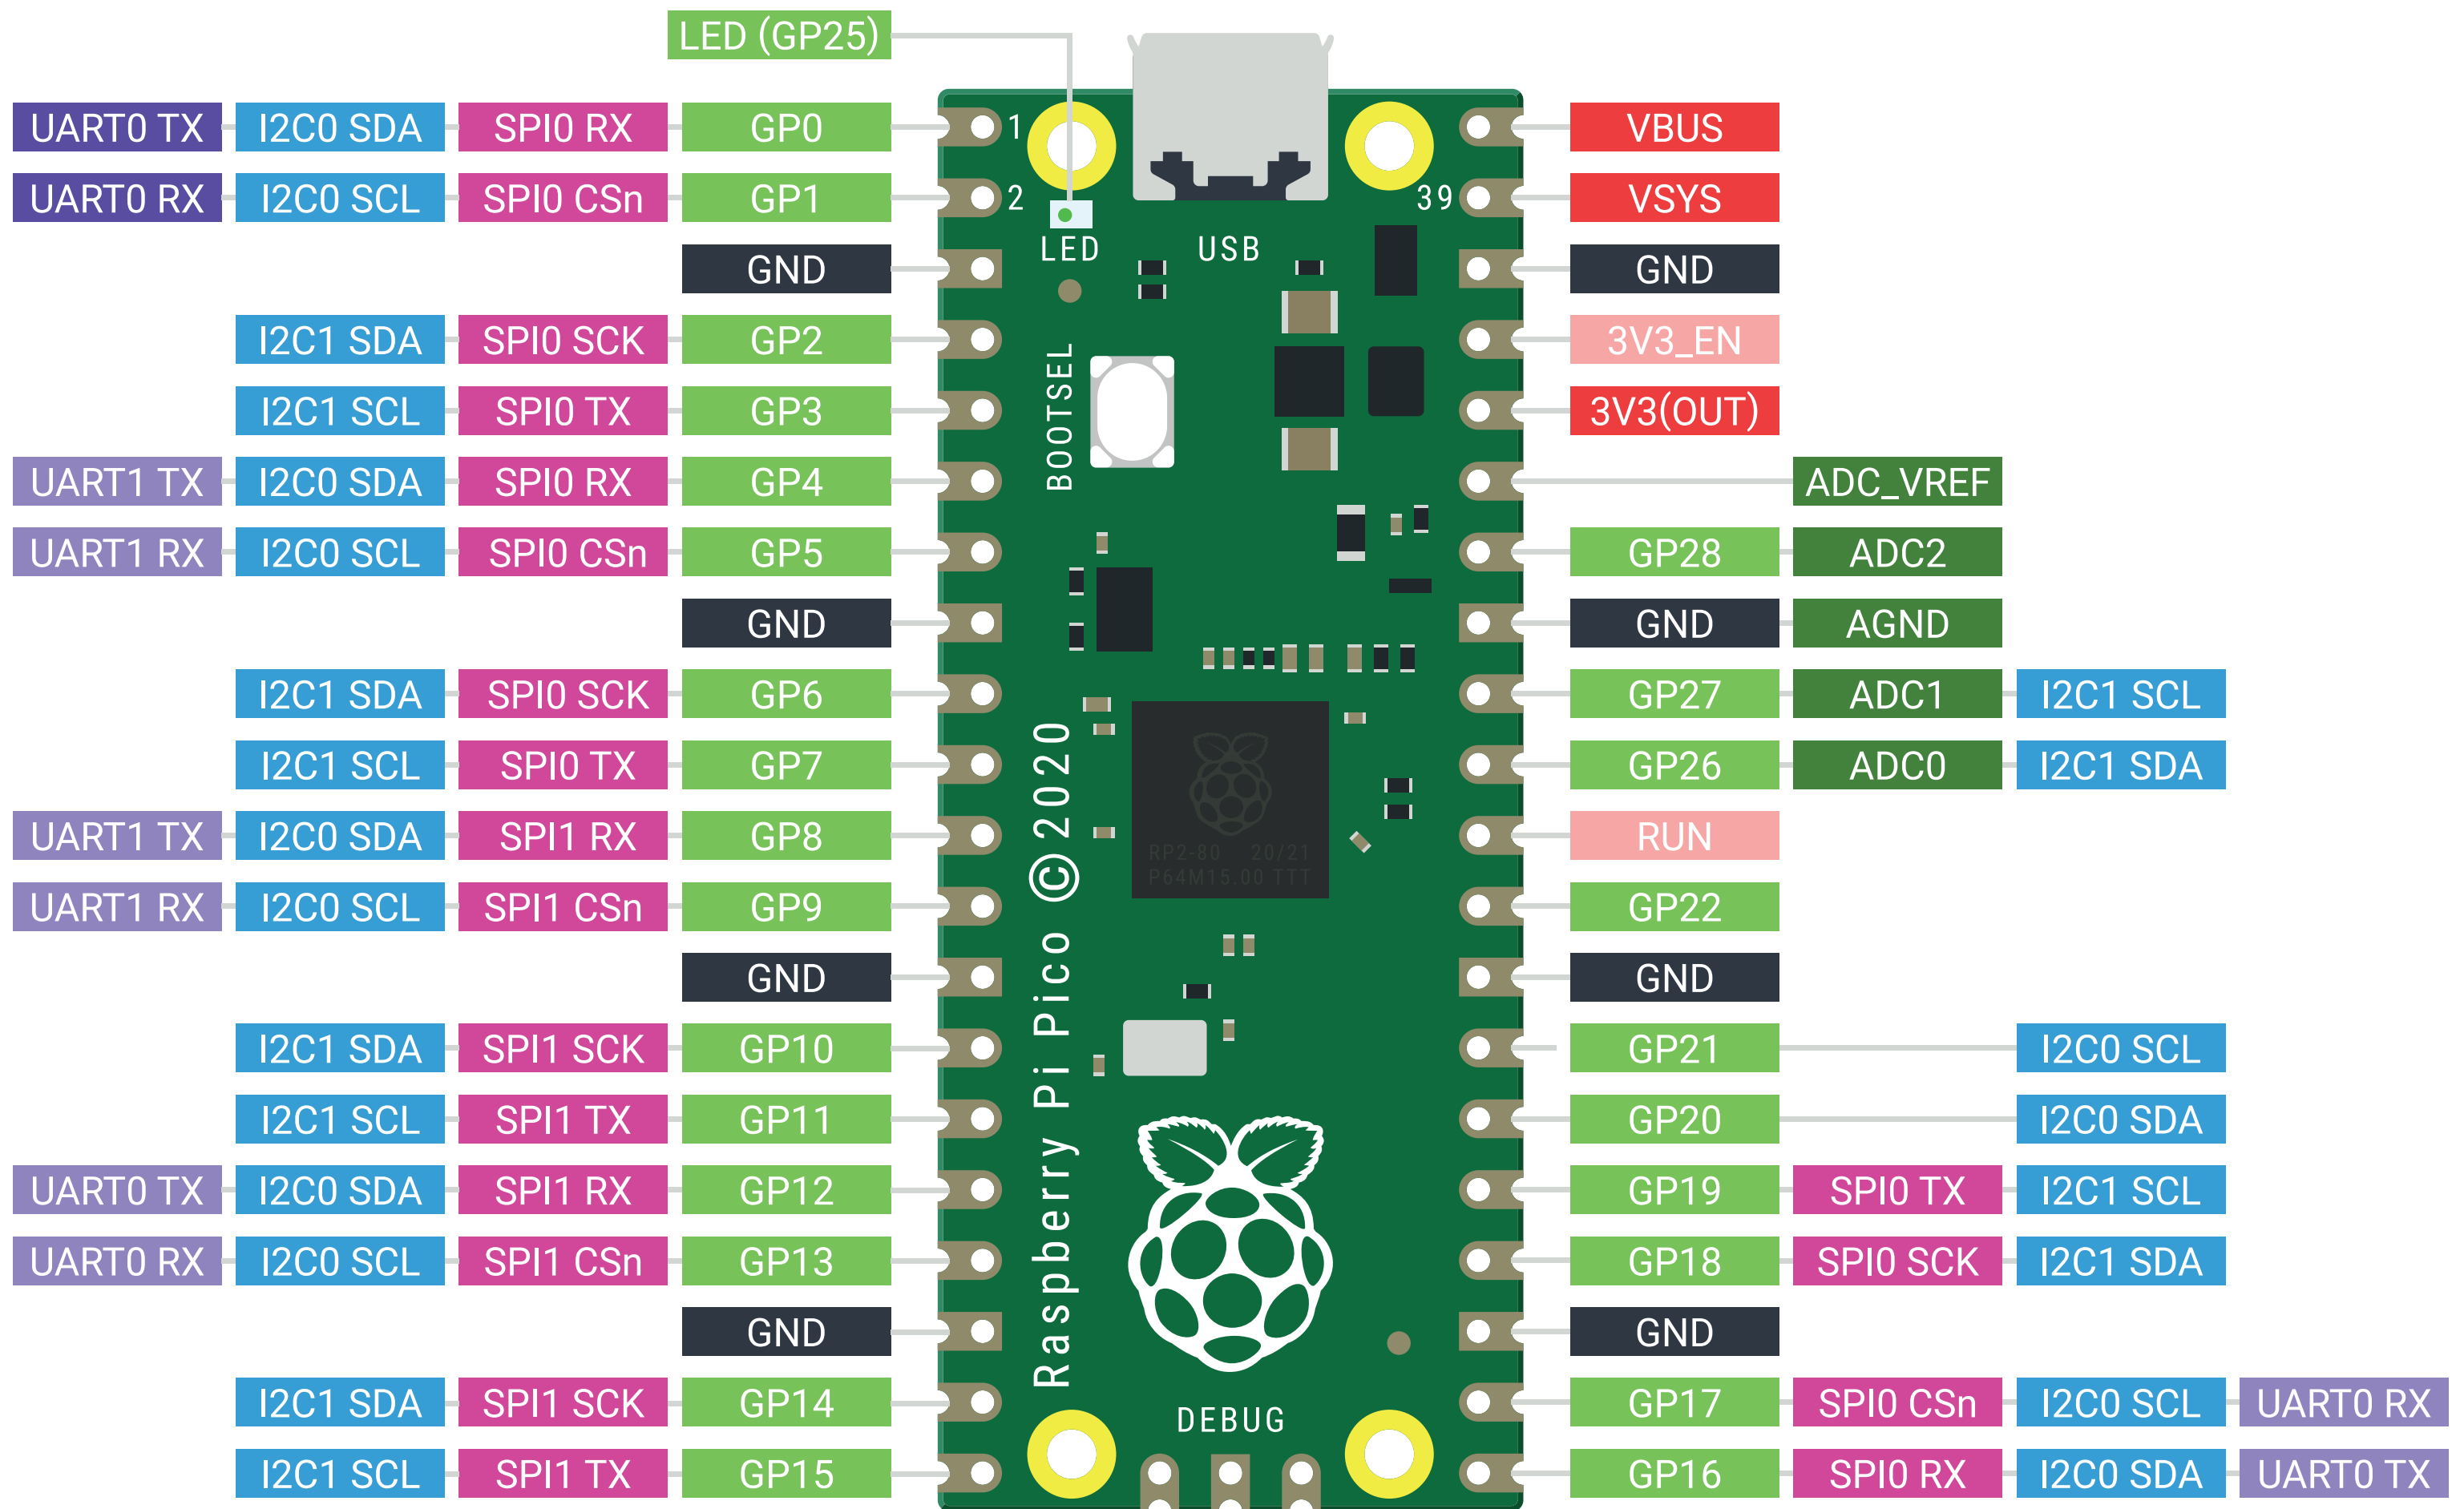 LED (GP25)
UART0 TX I2C0 SDA SPI0 RX GP0 1 VBUS
UART0 RX I2C0 SCL SPI0 CSn GP1 2 39 VSYS
GND LED USB GND
I2C1 SDA SPI0 SCK GP2 3V3_EN
I2C1 SCL SPI0 TX GP3 BOOTSEL 3V3(OUT)
UART1 TX I2C0 SDA SPI0 RX GP4 ADC_VREF
UART1 RX I2C0 SCL SPI0 CSn GP5 GP28 ADC2
GND GND AGND
I2C1 SDA SPI0 SCK GP6 GP27 ADC1 I2C1 SCL
I2C1 SCL SPI0 TX GP7 GP26 ADC0 I2C1 SDA
UART1 TX I2C0 SDA SPI1 RX GP8 RUN
RP2-80 20/21
P64M15.00 TTT
UART1 RX I2C0 SCL SPI1 CSn GP9 GP22
GND GND
Raspberry Pi Pico ©2020
I2C1 SDA SPI1 SCK GP10 GP21 I2C0 SCL
I2C1 SCL SPI1 TX GP11 GP20 I2C0 SDA
UART0 TX I2C0 SDA SPI1 RX GP12 GP19 SPI0 TX I2C1 SCL
UART0 RX I2C0 SCL SPI1 CSn GP13 GP18 SPI0 SCK I2C1 SDA
GND GND
I2C1 SDA SPI1 SCK GP14 DEBUG GP17 SPI0 CSn I2C0 SCL UART0 RX
I2C1 SCL SPI1 TX GP15 GP16 SPI0 RX I2C0 SDA UART0 TX